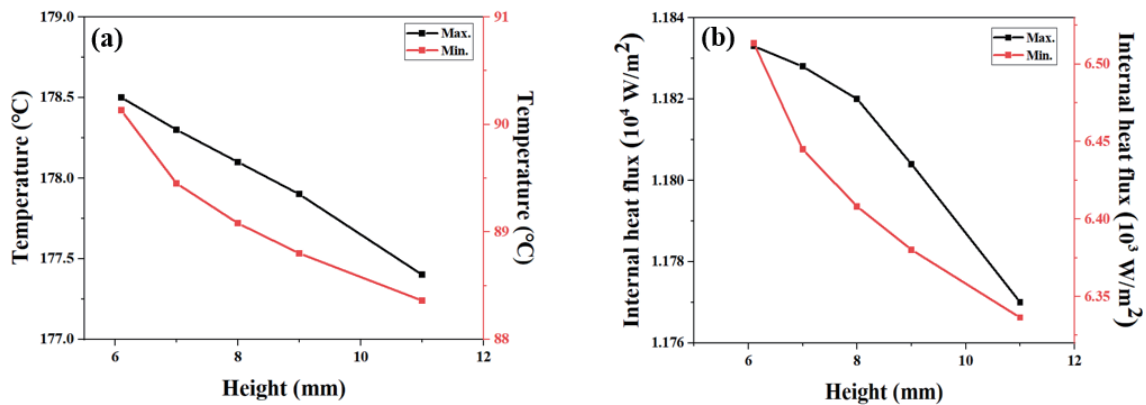 (a)
Max.
Min.
Temperature (℃)
179.0
178.5
178.0
177.5
177.0
91
90
89
88
Temperature (℃)
6
8
10
12
Height (mm)
(b)
Max.
Min.
Internal heat flux (10⁴ W/m²)
1.184
1.182
1.180
1.178
1.176
6.50
6.45
6.40
6.35
Internal heat flux (10³ W/m²)
6
8
10
12
Height (mm)